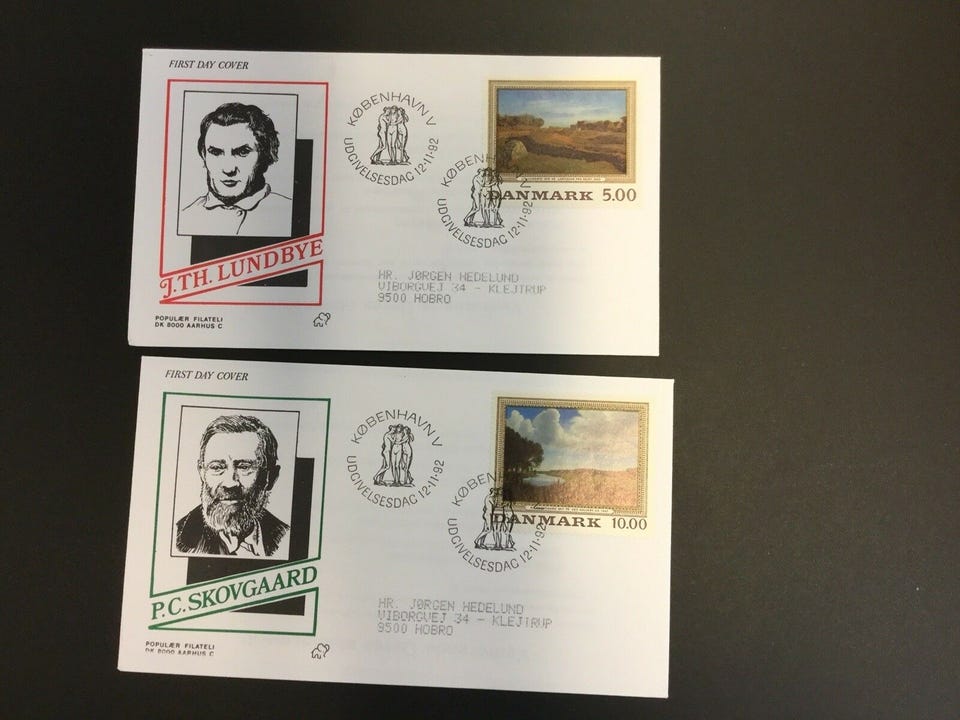 FIRST DAY COVER
J.TH. LUNDBYE
POPULÆR FILATELI
DK 8000 AARHUS C
KØBENHAVN V
UDGIVELSESDAG 12·11·92
KØBENH
UDGIVELSESDAG 12·11·92
DANMARK 5.00
HR. JØRGEN HEDELUND
VIBORGVEJ 34 - KLEJTRUP
9500 HOBRO
FIRST DAY COVER
P.C. SKOVGAARD
POPULÆR FILATELI
DK 8000 AARHUS C
KØBENHAVN V
UDGIVELSESDAG 12·11·92
KØBEN
UDGIVELSESDAG 12·11·92
DANMARK 10.00
HR. JØRGEN HEDELUND
VIBORGVEJ 34 - KLEJTRUP
9500 HOBRO